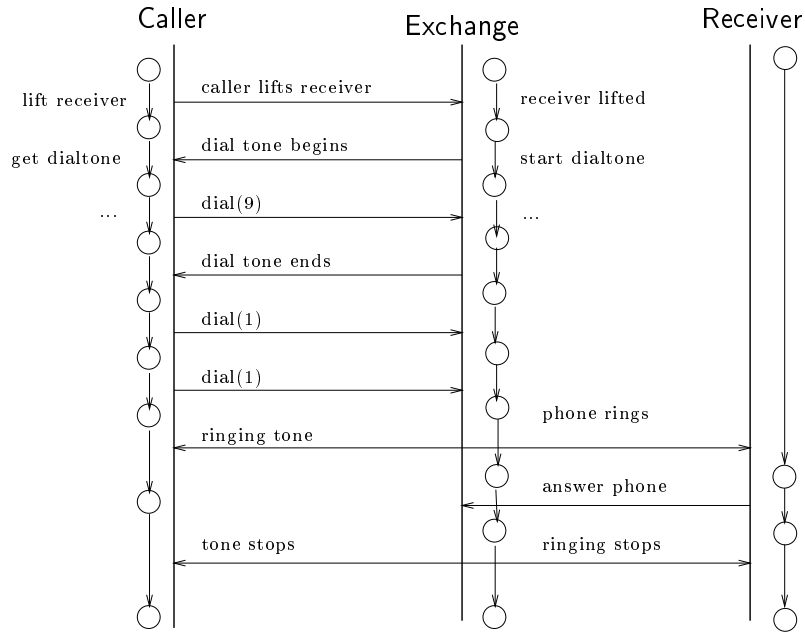 Caller Exchange Receiver
caller lifts receiver
lift receiver receiver lifted
dial tone begins
get dialtone start dialtone
dial(9)
... ...
dial tone ends
dial(1)
dial(1)
phone rings
ringing tone
answer phone
tone stops ringing stops